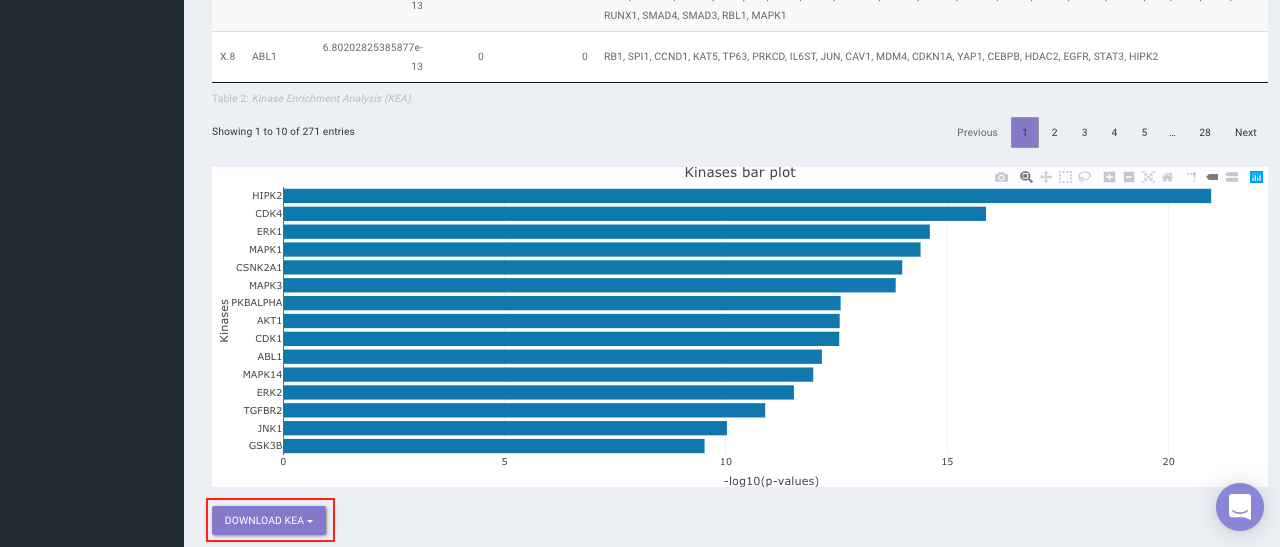 13
RUNX1, SMAD4, SMAD3, RBL1, MAPK1
X.8 ABL1 6.80202825385877e-13 0 0 RB1, SPI1, CCND1, KAT5, TP63, PRKCD, IL6ST, JUN, CAV1, MDM4, CDKN1A, YAP1, CEBPB, HDAC2, EGFR, STAT3, HIPK2
Table 2: Kinase Enrichment Analysis (KEA)
Showing 1 to 10 of 271 entries Previous 1 2 3 4 5 … 28 Next
Kinases bar plot
Kinases
HIPK2
CDK4
ERK1
MAPK1
CSNK2A1
MAPK3
PKBALPHA
AKT1
CDK1
ABL1
MAPK14
ERK2
TGFBR2
JNK1
GSK3B
0 5 10 15 20
-log10(p-values)
DOWNLOAD KEA